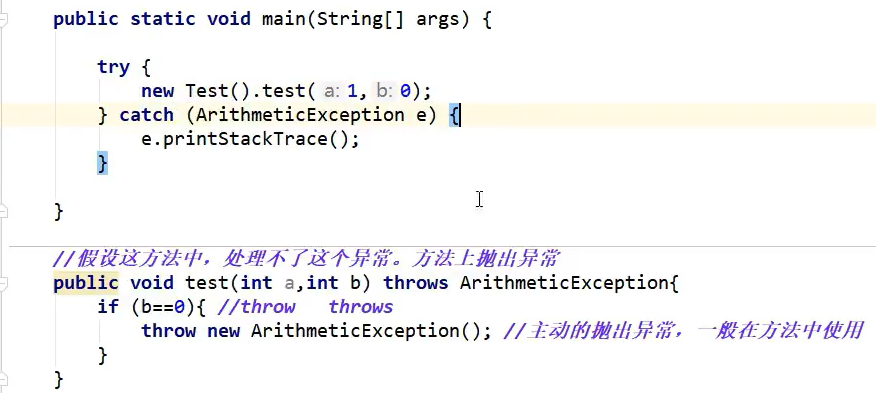 public static void main(String[] args) {
try {
new Test().test( a: 1, b: 0);
} catch (ArithmeticException e) {
e.printStackTrace();
}
}
//假设这方法中，处理不了这个异常。方法上抛出异常
public void test(int a,int b) throws ArithmeticException{
if (b==0){ //throw   throws
throw new ArithmeticException(); //主动的抛出异常，一般在方法中使用
}
}